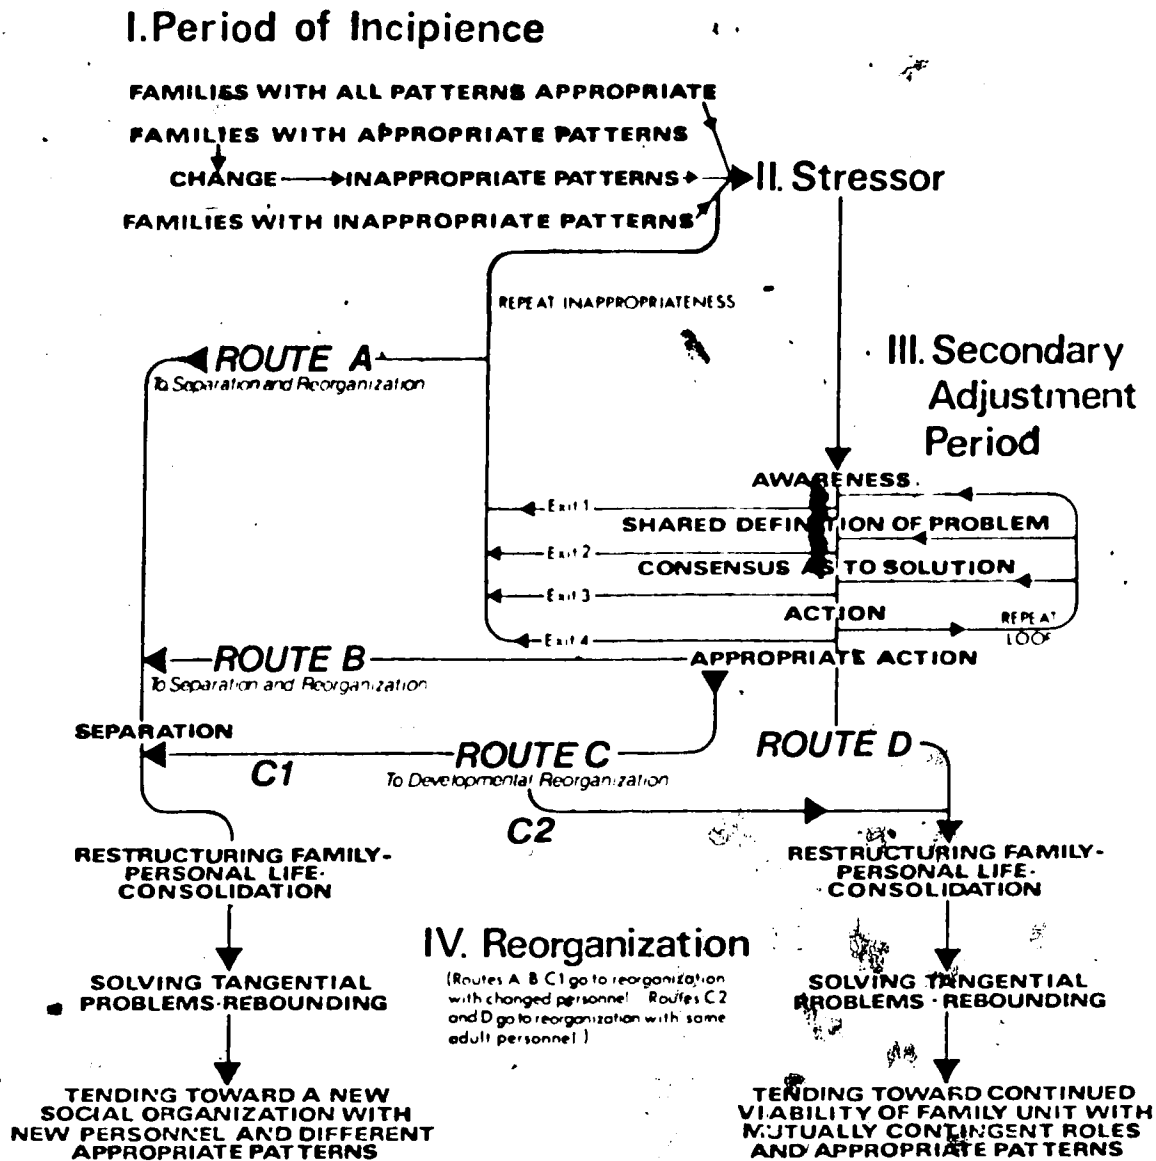 I. Period of Incipience
FAMILIES WITH ALL PATTERNS APPROPRIATE
FAMILIES WITH APPROPRIATE PATTERNS
CHANGE INAPPROPRIATE PATTERNS
II. Stressor
FAMILIES WITH INAPPROPRIATE PATTERNS
REPEAT INAPPROPRIATENESS
ROUTE A
To Separation and Reorganization
III. Secondary
Adjustment
Period
AWARENESS
Exit 1
SHARED DEFINITION OF PROBLEM
Exit 2
CONSENSUS AS TO SOLUTION
Exit 3
ACTION
REPEAT
LOOP
Exit 4
ROUTE B
APPROPRIATE ACTION
To Separation and Reorganization
SEPARATION
ROUTE C
ROUTE D
C1
To Developmental Reorganization
C2
RESTRUCTURING FAMILY-
PERSONAL LIFE-
CONSOLIDATION
RESTRUCTURING FAMILY-
PERSONAL LIFE-
CONSOLIDATION
IV. Reorganization
(Routes A B C1 go to reorganization
with changed personnel Routes C2
and D go to reorganization with same
adult personnel)
SOLVING TANGENTIAL
PROBLEMS-REBOUNDING
SOLVING TANGENTIAL
PROBLEMS - REBOUNDING
TENDING TOWARD A NEW
SOCIAL ORGANIZATION WITH
NEW PERSONNEL AND DIFFERENT
APPROPRIATE PATTERNS
TENDING TOWARD CONTINUED
VIABILITY OF FAMILY UNIT WITH
MUTUALLY CONTINGENT ROLES
AND APPROPRIATE PATTERNS